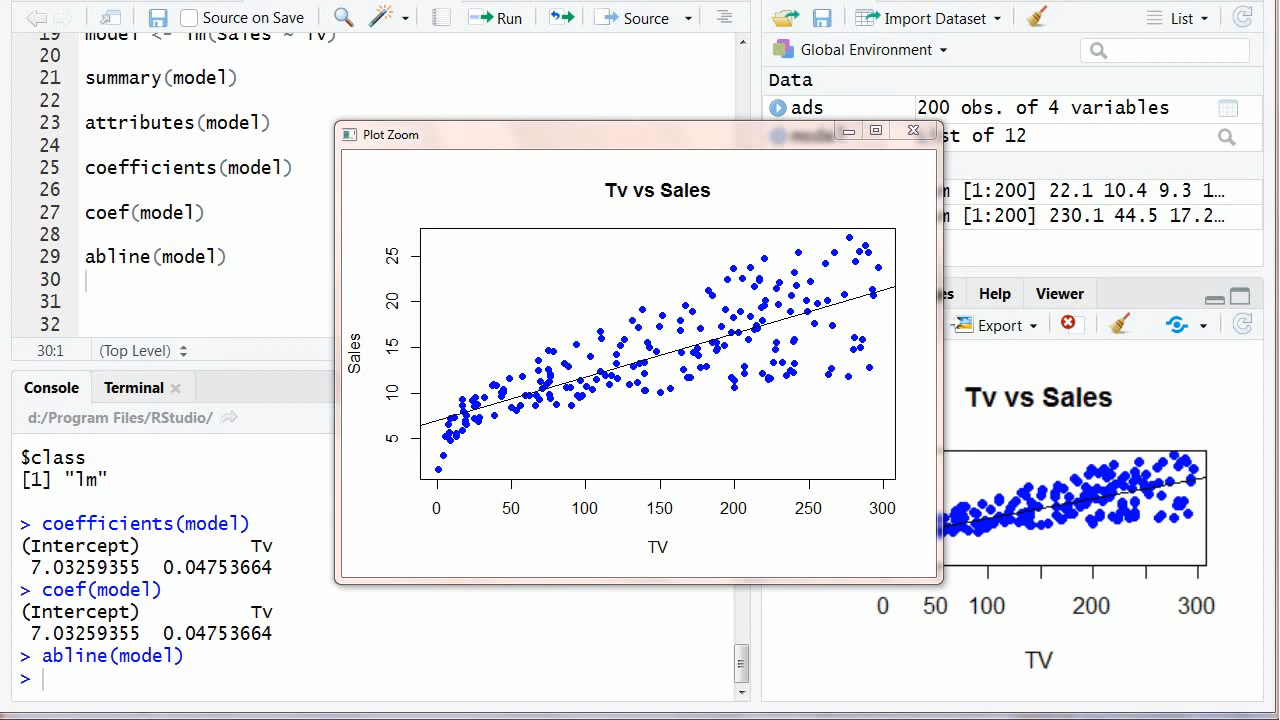 Source on Save Run Source
19 model <- lm(Sales ~ Tv)
20
21 summary(model)
22
23 attributes(model)
24
25 coefficients(model)
26
27 coef(model)
28
29 abline(model)
30
31
32
30:1 (Top Level)
Console Terminal
d:/Program Files/RStudio/
$class
[1] "lm"
> coefficients(model)
(Intercept) Tv
7.03259355 0.04753664
> coef(model)
(Intercept) Tv
7.03259355 0.04753664
> abline(model)
>
Plot Zoom
Tv vs Sales
Sales
25
20
15
10
5
0 50 100 150 200 250 300
TV
Import Dataset List
Global Environment
Data
ads 200 obs. of 4 variables
st of 12
[1:200] 22.1 10.4 9.3 1…
[1:200] 230.1 44.5 17.2…
es Help Viewer
Export
Tv vs Sales
0 50 100 200 300
TV